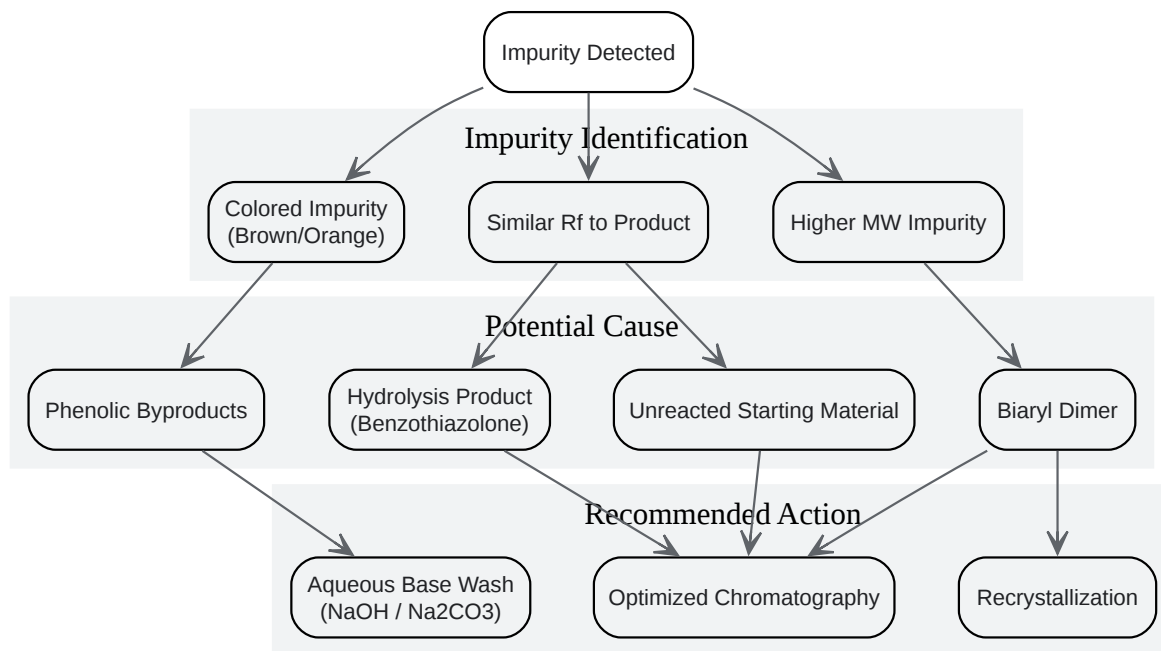 Impurity Detected
Impurity Identification
Colored Impurity
(Brown/Orange)
Similar Rf to Product
Higher MW Impurity
Potential Cause
Phenolic Byproducts
Hydrolysis Product
(Benzothiazolone)
Unreacted Starting Material
Biaryl Dimer
Recommended Action
Aqueous Base Wash
(NaOH / Na2CO3)
Optimized Chromatography
Recrystallization